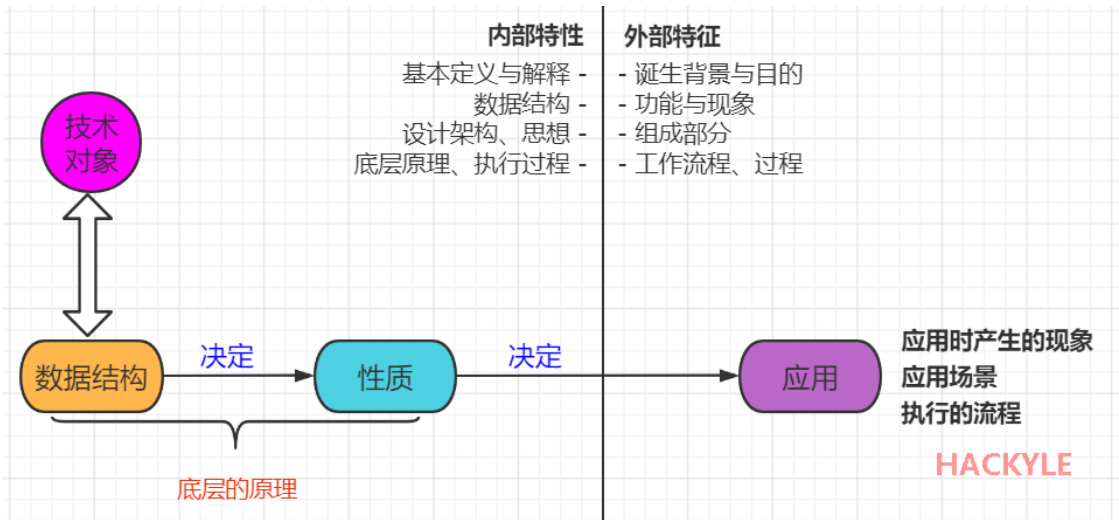 内部特性
基本定义与解释 -
数据结构 -
设计架构、思想 -
底层原理、执行过程 -
外部特征
- 诞生背景与目的
- 功能与现象
- 组成部分
- 工作流程、过程
技术
对象
数据结构
决定
性质
决定
应用
应用时产生的现象
应用场景
执行的流程
底层的原理
HACKYLE